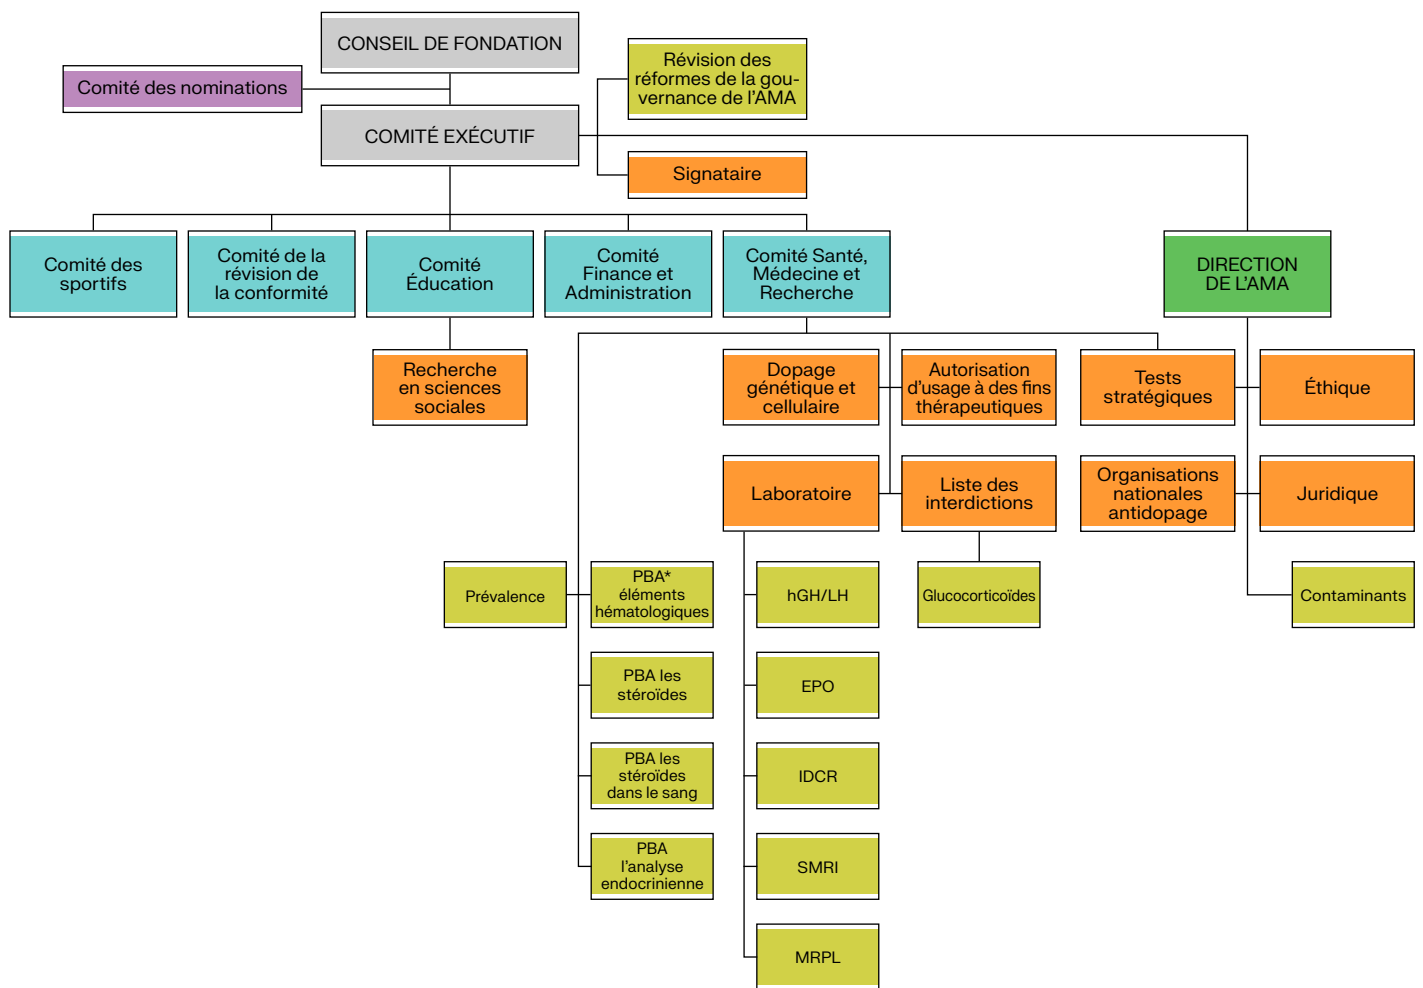 CONSEIL DE FONDATION
Comité des nominations
Révision des
réformes de la gou-
vernance de l'AMA
COMITÉ EXÉCUTIF
Signataire
Comité des
sportifs
Comité de la
révision de
la conformité
Comité
Éducation
Comité
Finance et
Administration
Comité Santé,
Médecine et
Recherche
DIRECTION
DE L'AMA
Recherche
en sciences
sociales
Dopage
génétique et
cellulaire
Autorisation
d'usage à des fins
thérapeutiques
Tests
stratégiques
Éthique
Laboratoire
Liste des
interdictions
Organisations
nationales
antidopage
Juridique
Prévalence
PBA*
éléments
hématologiques
hGH/LH
Glucocorticoïdes
Contaminants
PBA les
stéroïdes
EPO
PBA les
stéroïdes
dans le sang
IDCR
PBA
l'analyse
endocrinienne
SMRI
MRPL